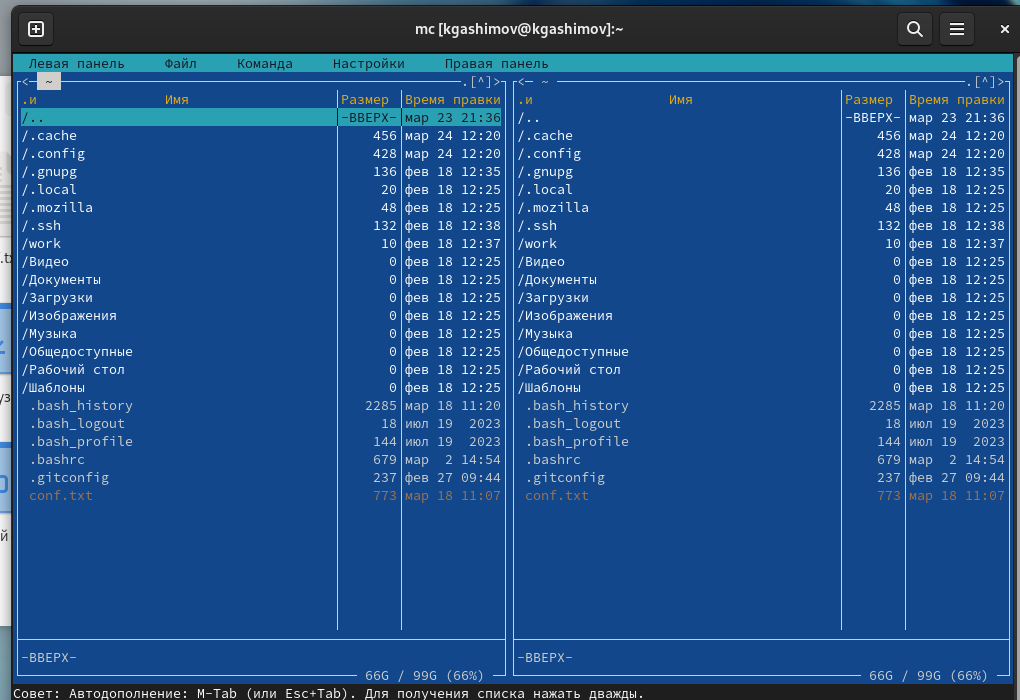 mc [kgashimov@kgashimov]:~
Левая панель Файл Команда Настройки Правая панель
<─ ~ .[^]> <─ ~ .[^]>
.и Имя Размер Время правки .и Имя Размер Время правки
/.. -ВВЕРХ- мар 23 21:36 /.. -ВВЕРХ- мар 23 21:36
/.cache 456 мар 24 12:20 /.cache 456 мар 24 12:20
/.config 428 мар 24 12:20 /.config 428 мар 24 12:20
/.gnupg 136 фев 18 12:35 /.gnupg 136 фев 18 12:35
/.local 20 фев 18 12:25 /.local 20 фев 18 12:25
/.mozilla 48 фев 18 12:25 /.mozilla 48 фев 18 12:25
/.ssh 132 фев 18 12:38 /.ssh 132 фев 18 12:38
/work 10 фев 18 12:37 /work 10 фев 18 12:37
/Видео 0 фев 18 12:25 /Видео 0 фев 18 12:25
/Документы 0 фев 18 12:25 /Документы 0 фев 18 12:25
/Загрузки 0 фев 18 12:25 /Загрузки 0 фев 18 12:25
/Изображения 0 фев 18 12:25 /Изображения 0 фев 18 12:25
/Музыка 0 фев 18 12:25 /Музыка 0 фев 18 12:25
/Общедоступные 0 фев 18 12:25 /Общедоступные 0 фев 18 12:25
/Рабочий стол 0 фев 18 12:25 /Рабочий стол 0 фев 18 12:25
/Шаблоны 0 фев 18 12:25 /Шаблоны 0 фев 18 12:25
.bash_history 2285 мар 18 11:20 .bash_history 2285 мар 18 11:20
.bash_logout 18 июл 19 2023 .bash_logout 18 июл 19 2023
.bash_profile 144 июл 19 2023 .bash_profile 144 июл 19 2023
.bashrc 679 мар 2 14:54 .bashrc 679 мар 2 14:54
.gitconfig 237 фев 27 09:44 .gitconfig 237 фев 27 09:44
conf.txt 773 мар 18 11:07 conf.txt 773 мар 18 11:07
-ВВЕРХ- -ВВЕРХ-
66G / 99G (66%) 66G / 99G (66%)
Совет: Автодополнение: M-Tab (или Esc+Tab). Для получения списка нажать дважды.